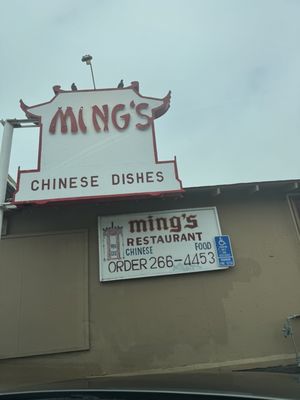 MING'S
CHINESE DISHES
ming's
RESTAURANT
CHINESE FOOD
ORDER 266-4453